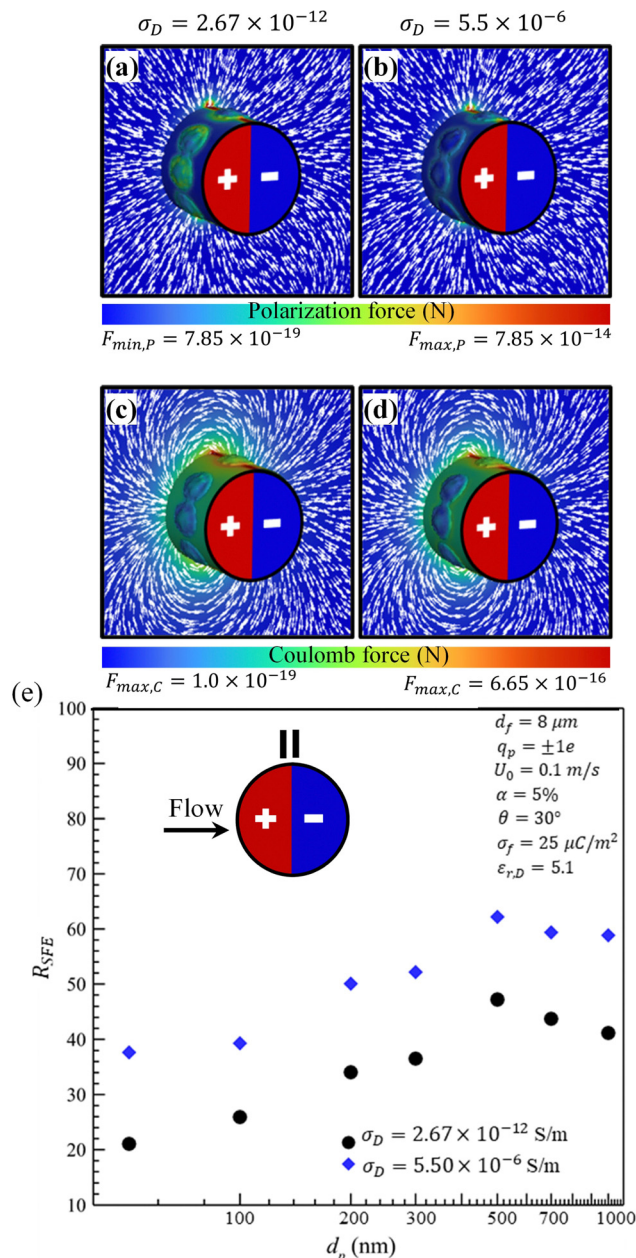 σ_D = 2.67 × 10⁻¹² σ_D = 5.5 × 10⁻⁶
(a) (b)
+ − + −
Polarization force (N)
F_min,P = 7.85 × 10⁻¹⁹ F_max,P = 7.85 × 10⁻¹⁴
(c) (d)
+ − + −
Coulomb force (N)
F_max,C = 1.0 × 10⁻¹⁹ F_max,C = 6.65 × 10⁻¹⁶
(e)
100
90
80
70
60
50
40
30
20
10
R_SFE
Flow
+ −
d_f = 8 μm
q_p = ±1e
U_0 = 0.1 m/s
α = 5%
θ = 30°
σ_f = 25 μC/m²
ε_r,D = 5.1
σ_D = 2.67 × 10⁻¹² S/m
σ_D = 5.50 × 10⁻⁶ S/m
100 200 300 500 700 1000
d_p (nm)